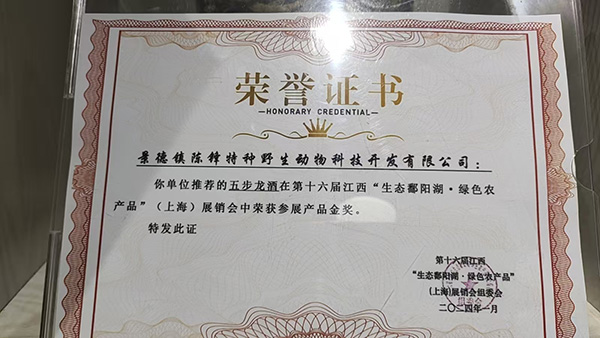 荣誉证书
HONORARY CREDENTIAL
景德镇陈锋特种野生动物科技开发有限公司：
你单位推荐的五步龙酒在第十六届江西“生态鄱阳湖·绿色农
产品”（上海）展销会中荣获参展产品金奖。
特发此证
第十六届江西
“生态鄱阳湖·绿色农产品”
(上海)展销会组委会
二〇二四年一月